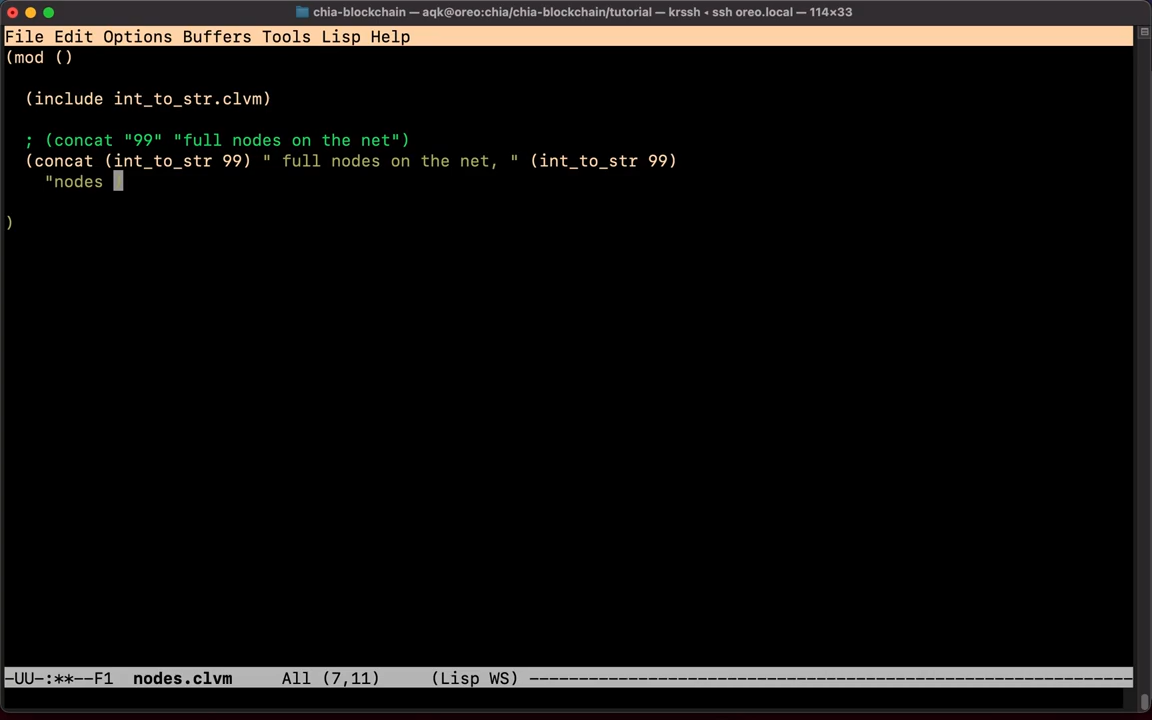 chia-blockchain — aqk@oreo:chia/chia-blockchain/tutorial — krssh ◂ ssh oreo.local — 114×33
File Edit Options Buffers Tools Lisp Help
(mod ()
(include int_to_str.clvm)
; (concat "99" "full nodes on the net")
(concat (int_to_str 99) " full nodes on the net, " (int_to_str 99)
"nodes
)
-UU-:**--F1  nodes.clvm     All (7,11)     (Lisp WS) -------------------------------------------------------------